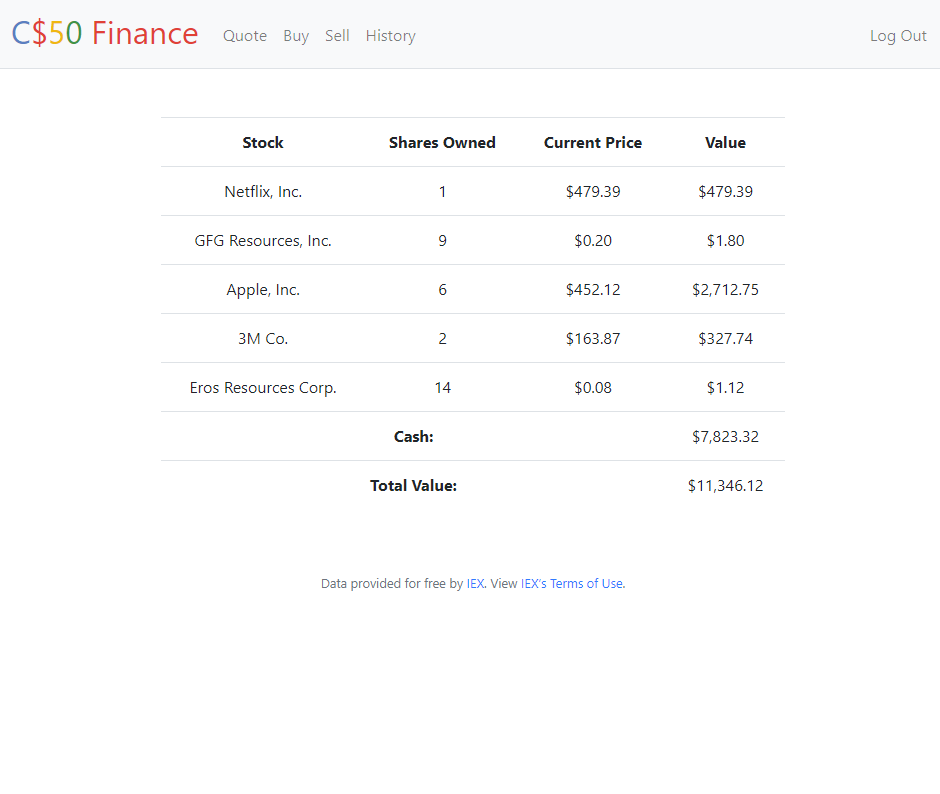 C$50 Finance Quote Buy Sell History Log Out
Stock Shares Owned Current Price Value
Netflix, Inc. 1 $479.39 $479.39
GFG Resources, Inc. 9 $0.20 $1.80
Apple, Inc. 6 $452.12 $2,712.75
3M Co. 2 $163.87 $327.74
Eros Resources Corp. 14 $0.08 $1.12
Cash: $7,823.32
Total Value: $11,346.12
Data provided for free by IEX. View IEX's Terms of Use.